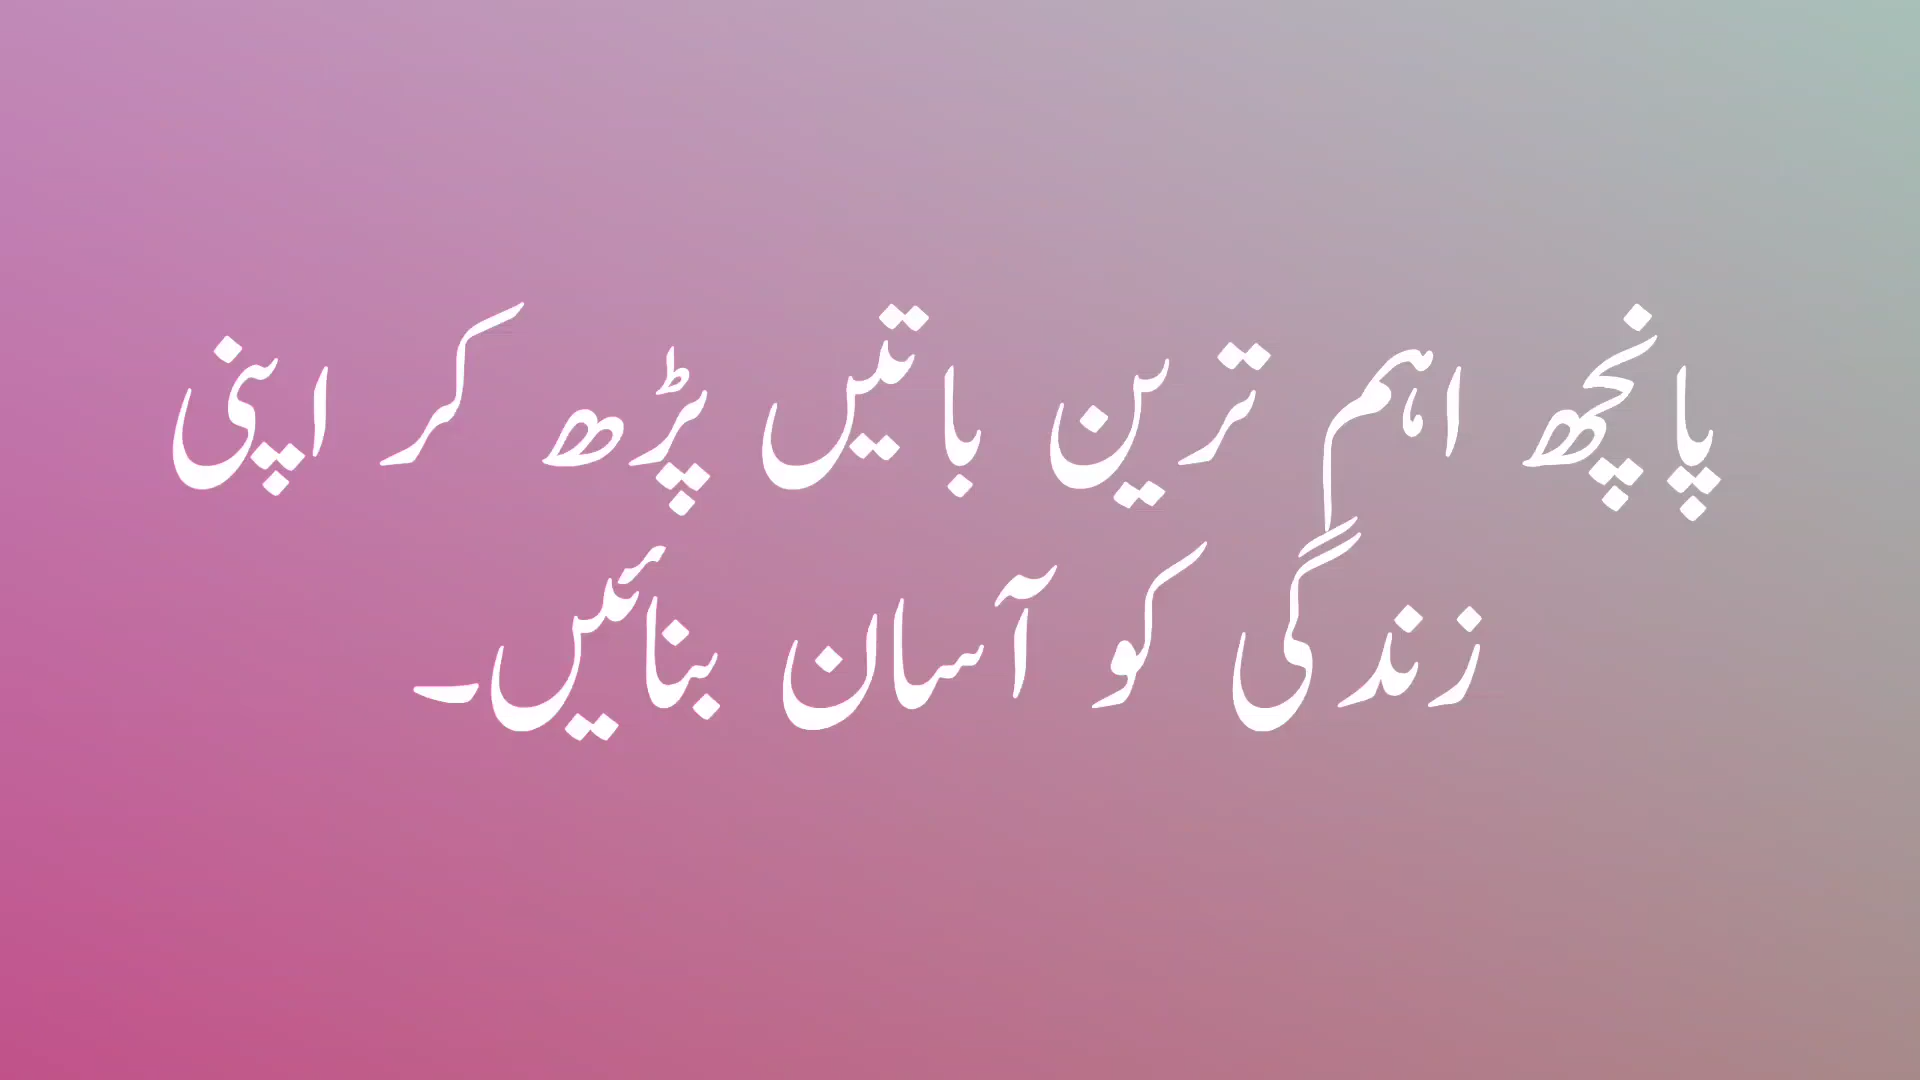 پانچھ اہم ترین باتیں پڑھ کر اپنی
زندگی کو آسان بنائیں۔